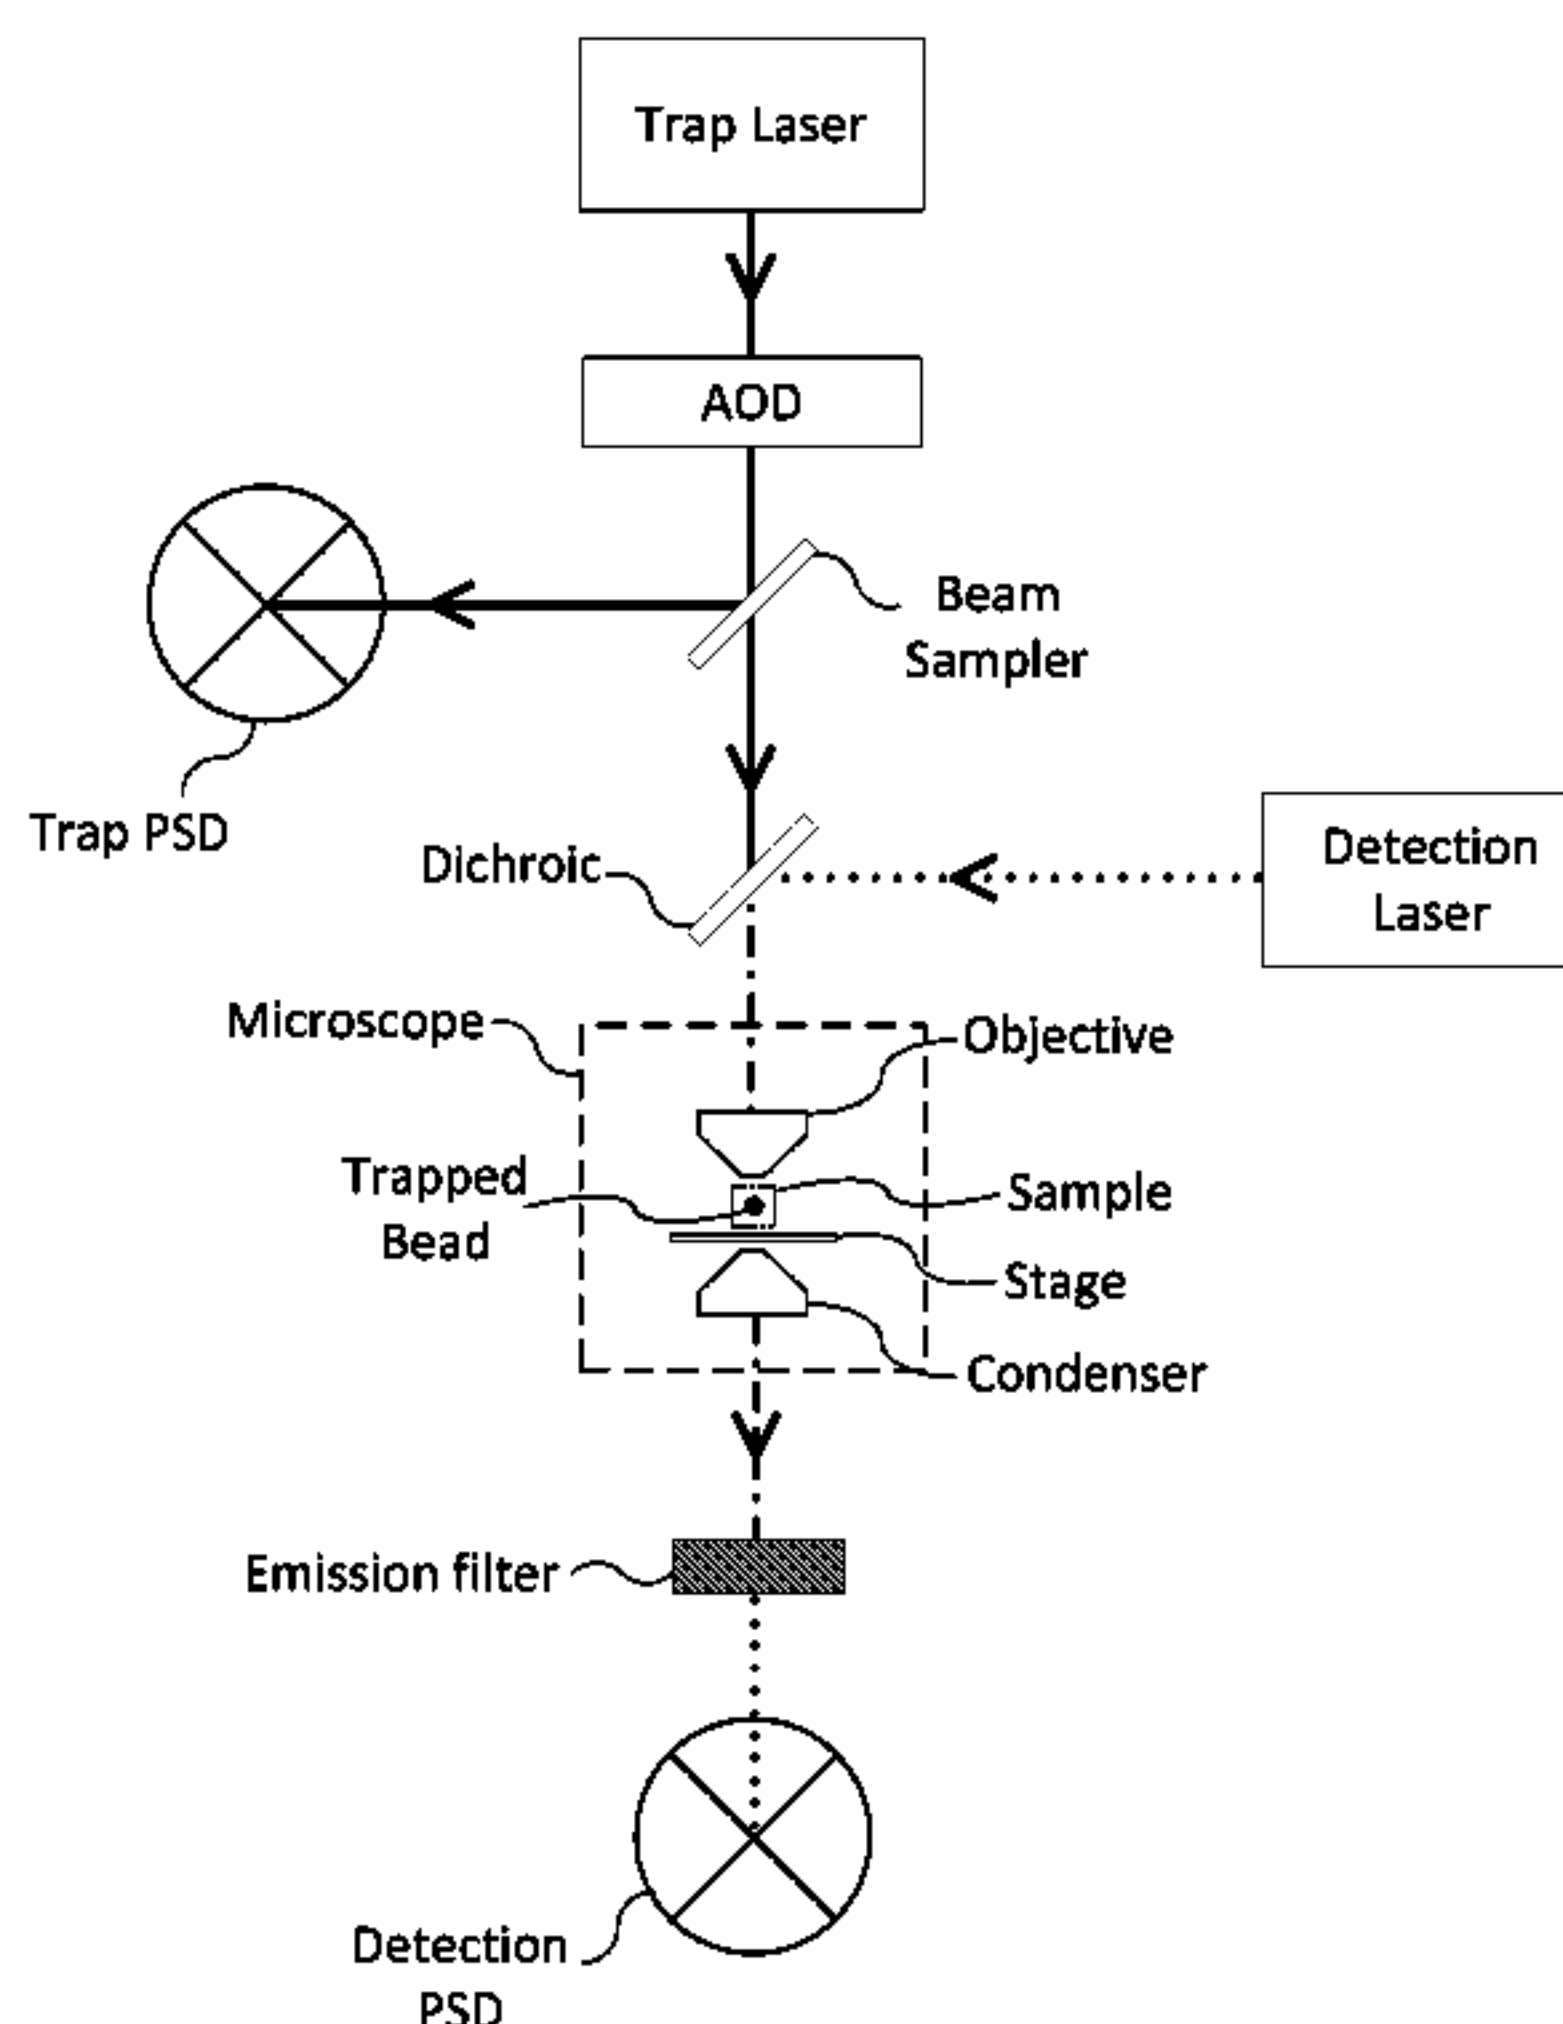 Trap Laser
AOD
Beam
Sampler
Trap PSD
Dichroic
Detection
Laser
Microscope
Objective
Trapped
Bead
Sample
Stage
Condenser
Emission filter
Detection
PSD